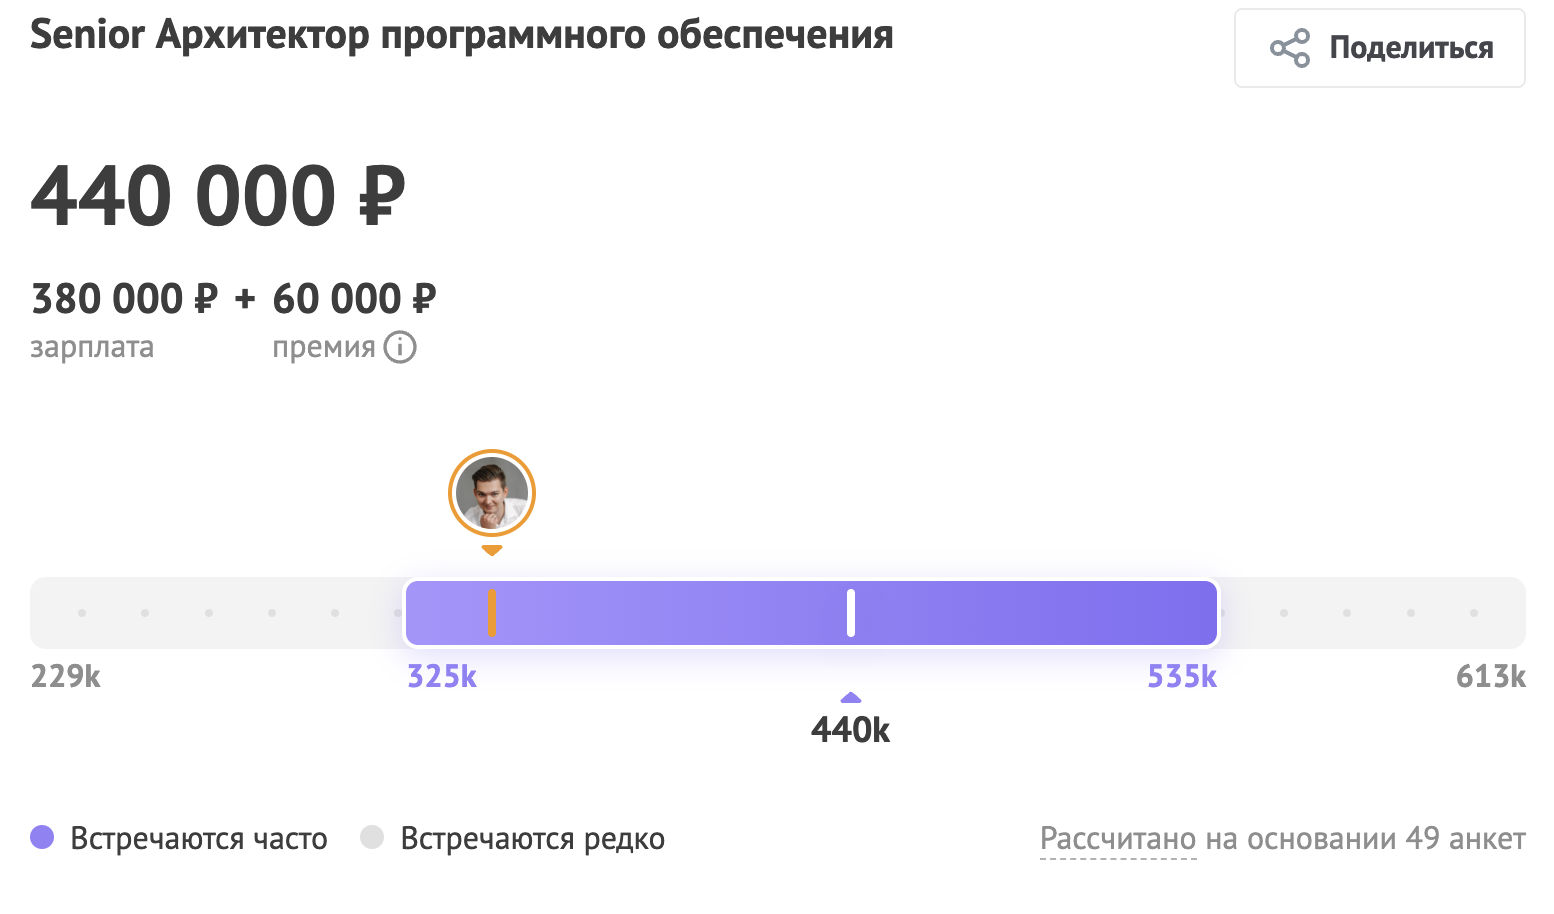 Senior Архитектор программного обеспечения
Поделиться
440 000 ₽
380 000 ₽ + 60 000 ₽
зарплата премия
229k 325k 535k 613k
440k
Встречаются часто Встречаются редко Рассчитано на основании 49 анкет